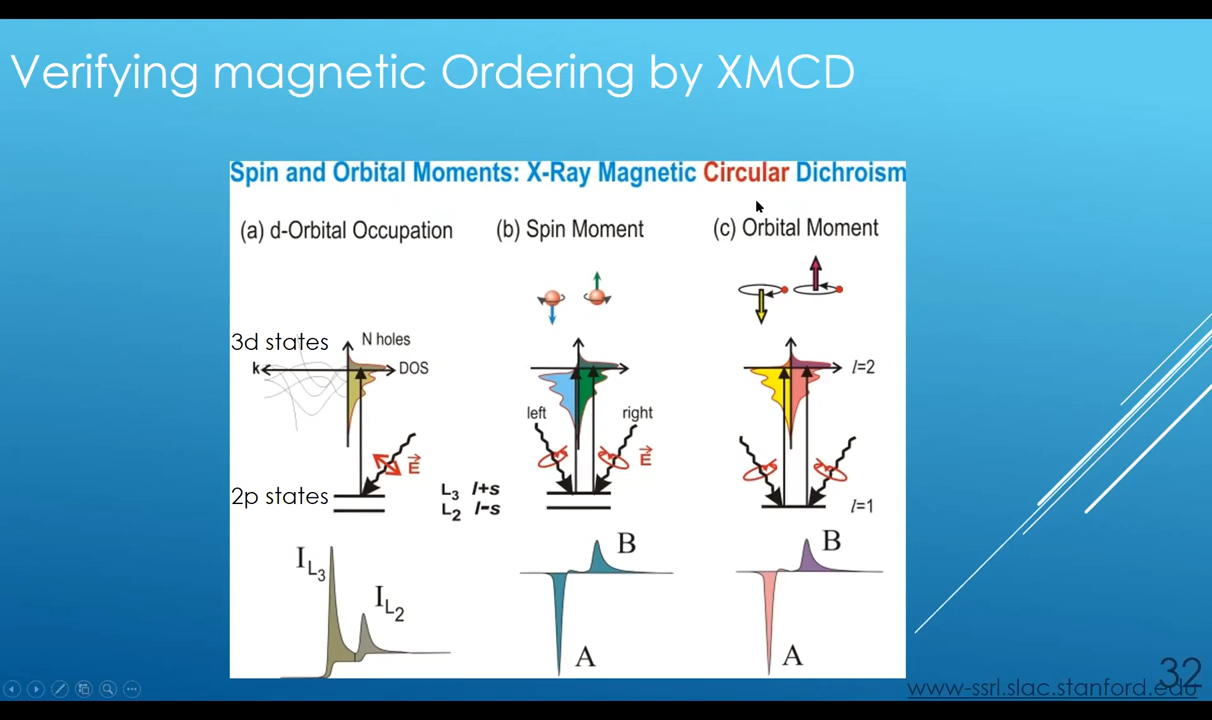 Verifying magnetic Ordering by XMCD
Spin and Orbital Moments: X-Ray Magnetic Circular Dichroism
(a) d-Orbital Occupation
(b) Spin Moment
(c) Orbital Moment
3d states
N holes
k
DOS
l=2
left
right
E
E
2p states
L3 l+s
L2 l-s
l=1
IL3
IL2
B
A
B
A
32
www-ssrl.slac.stanford.edu